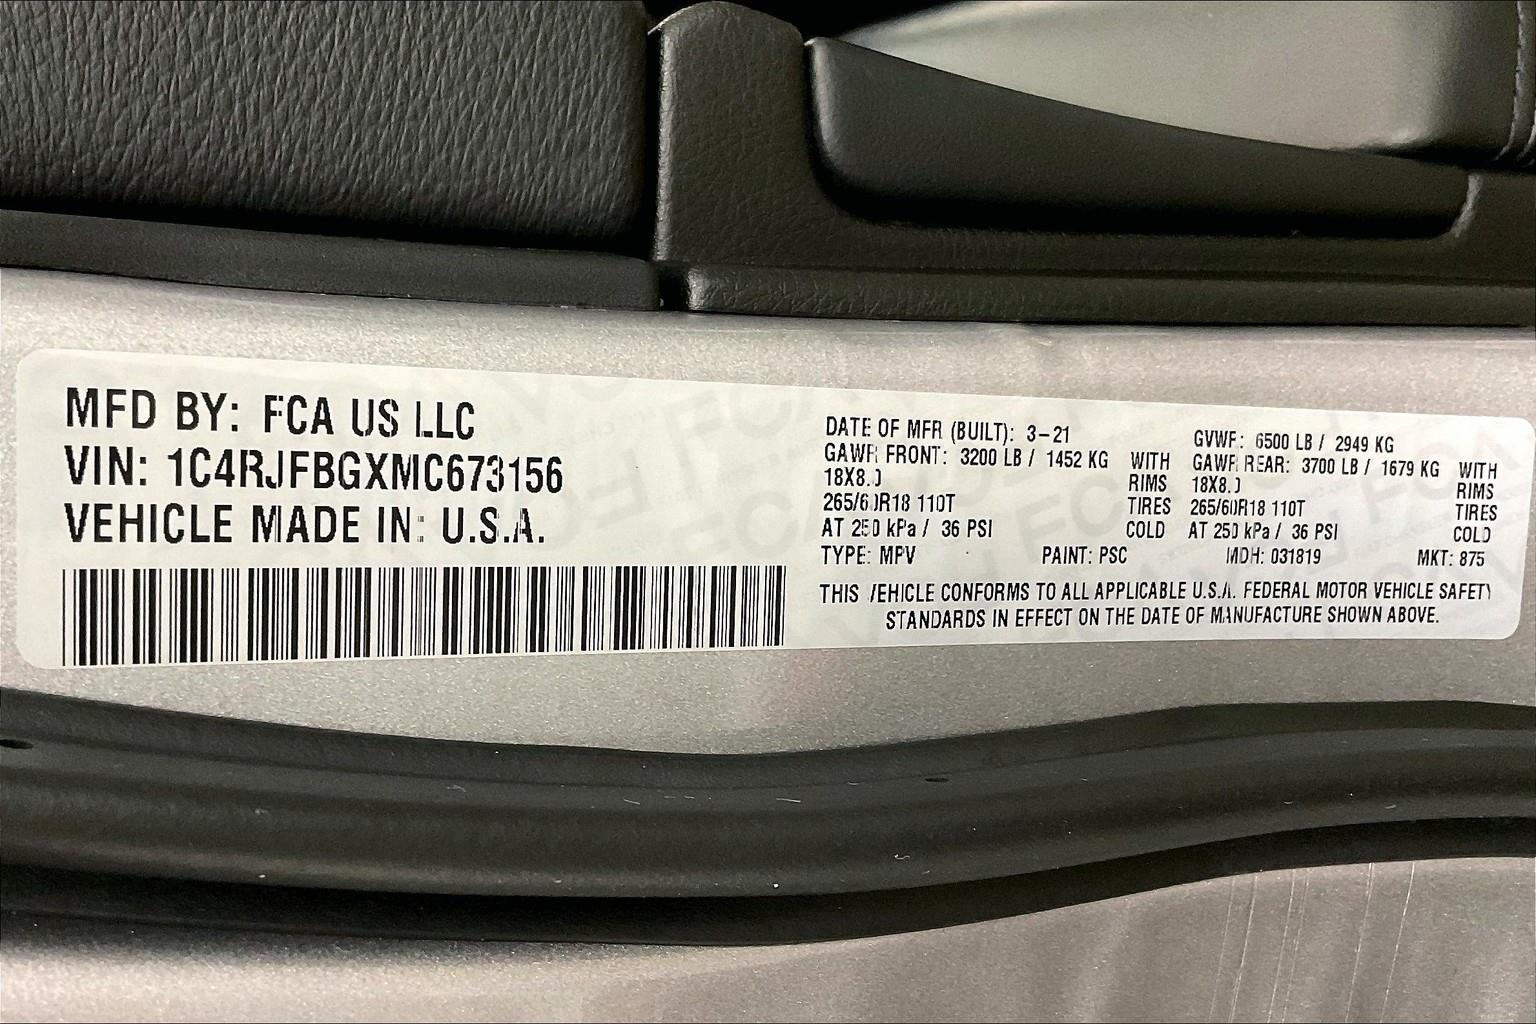 MFD BY: FCA US LLC
VIN: 1C4RJFBGXMC673156
VEHICLE MADE IN: U.S.A.
DATE OF MFR (BUILT): 3-21
GAWR FRONT: 3200 LB / 1452 KG WITH
18X8.0 RIMS
265/60R18 110T TIRES
AT 250 kPa / 36 PSI COLD
GVWR: 6500 LB / 2949 KG
GAWR REAR: 3700 LB / 1679 KG WITH
18X8.0 RIMS
265/60R18 110T TIRES
AT 250 kPa / 36 PSI COLD
TYPE: MPV PAINT: PSC MDH: 031819 MKT: 875
THIS VEHICLE CONFORMS TO ALL APPLICABLE U.S.A. FEDERAL MOTOR VEHICLE SAFETY
STANDARDS IN EFFECT ON THE DATE OF MANUFACTURE SHOWN ABOVE.